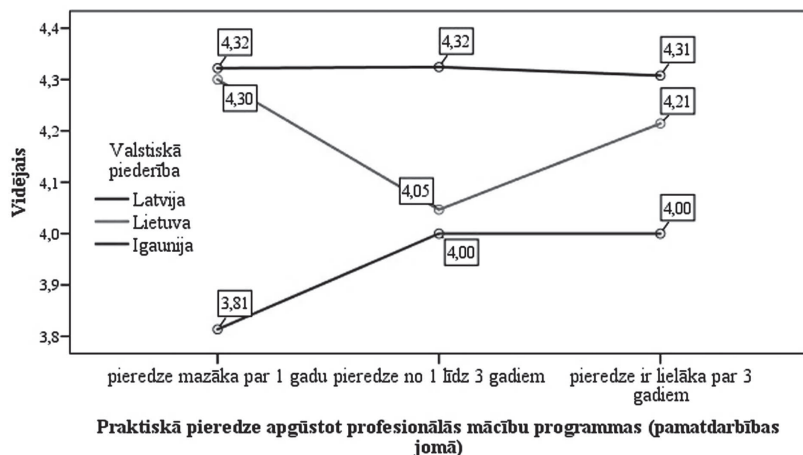 4,4
4,3
4,2
4,1
4,0
3,9
3,8
Vidējais
4,32
4,32
4,31
4,30
4,21
4,05
4,00
4,00
3,81
Valstiskā
piederība
Latvija
Lietuva
Igaunija
pieredze mazāka par 1 gadu
pieredze no 1 līdz 3 gadiem
pieredze ir lielāka par 3
gadiem
Praktiskā pieredze apgūstot profesionālās mācību programmas (pamatdarbības
jomā)